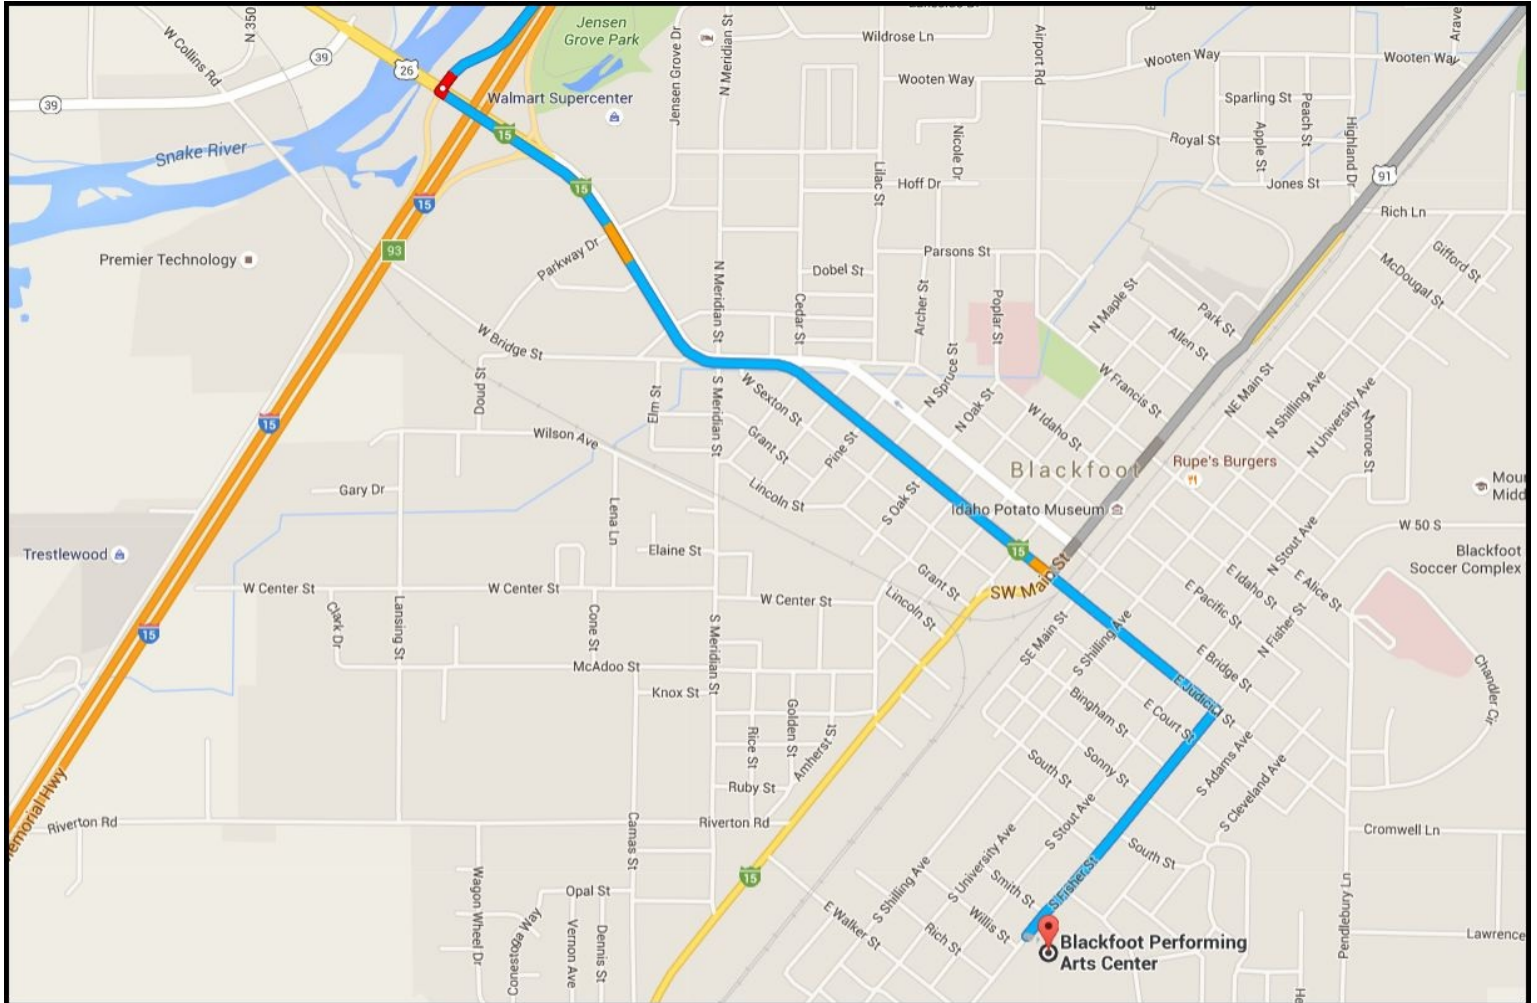 Jensen
Grove Park
W Collins Rd
N 350
39
26
39
Walmart Supercenter
Jensen Grove Dr
N Meridian St
Wildrose Ln
Airport Rd
Wooten Way
Wooten Way
Wooten Way
Sparling St
Peach St
Apple St
Highland Dr
Royal St
Jones St
91
Rich Ln
Snake River
15
15
15
93
Premier Technology
Parkway Dr
Lilac St
Nicole Dr
Hoff Dr
Parsons St
Dobel St
N Meridian St
Cedar St
Archer St
Poplar St
N Maple St
Park St
Allen St
Gifford St
McDougal St
W Bridge St
Doud St
Elm St
S Meridian St
W Sexton St
N Spruce St
N Oak St
W Francis St
W Idaho St
NE Main St
N Shilling Ave
N University Ave
Monroe St
15
Wilson Ave
Grant St
Pine St
Blackfoot
Rupe's Burgers
Gary Dr
Lena Ln
Lincoln St
S Oak St
Idaho Potato Museum
Mour
Midd
W 50 S
Blackfoot
Soccer Complex
Trestlewood
Elaine St
15
SW Main St
Grant St
Lincoln St
N Stout Ave
E Idaho St
E Alice St
E Pacific St
N Fisher St
W Center St
W Center St
W Center St
Clark Dr
Lansing St
Cone St
S Meridian St
15
McAdoo St
Knox St
SE Main St
S Shilling Ave
E Bridge St
E Judicial St
E Court St
Bingham St
Chandler Cir
Rice St
Golden St
Amherst St
Ruby St
South St
Sonny St
S Adams Ave
S Cleveland Ave
emorial Hwy
Riverton Rd
Riverton Rd
Camas St
S Stout Ave
South St
Cromwell Ln
15
S University Ave
S Shilling Ave
Smith St
S Fisher St
Wagon Wheel Dr
Opal St
Conestoga Way
Vernon Ave
Dennis St
E Walker St
Rich St
Willis St
Pendlebury Ln
Lawrence
Blackfoot Performing
Arts Center
He